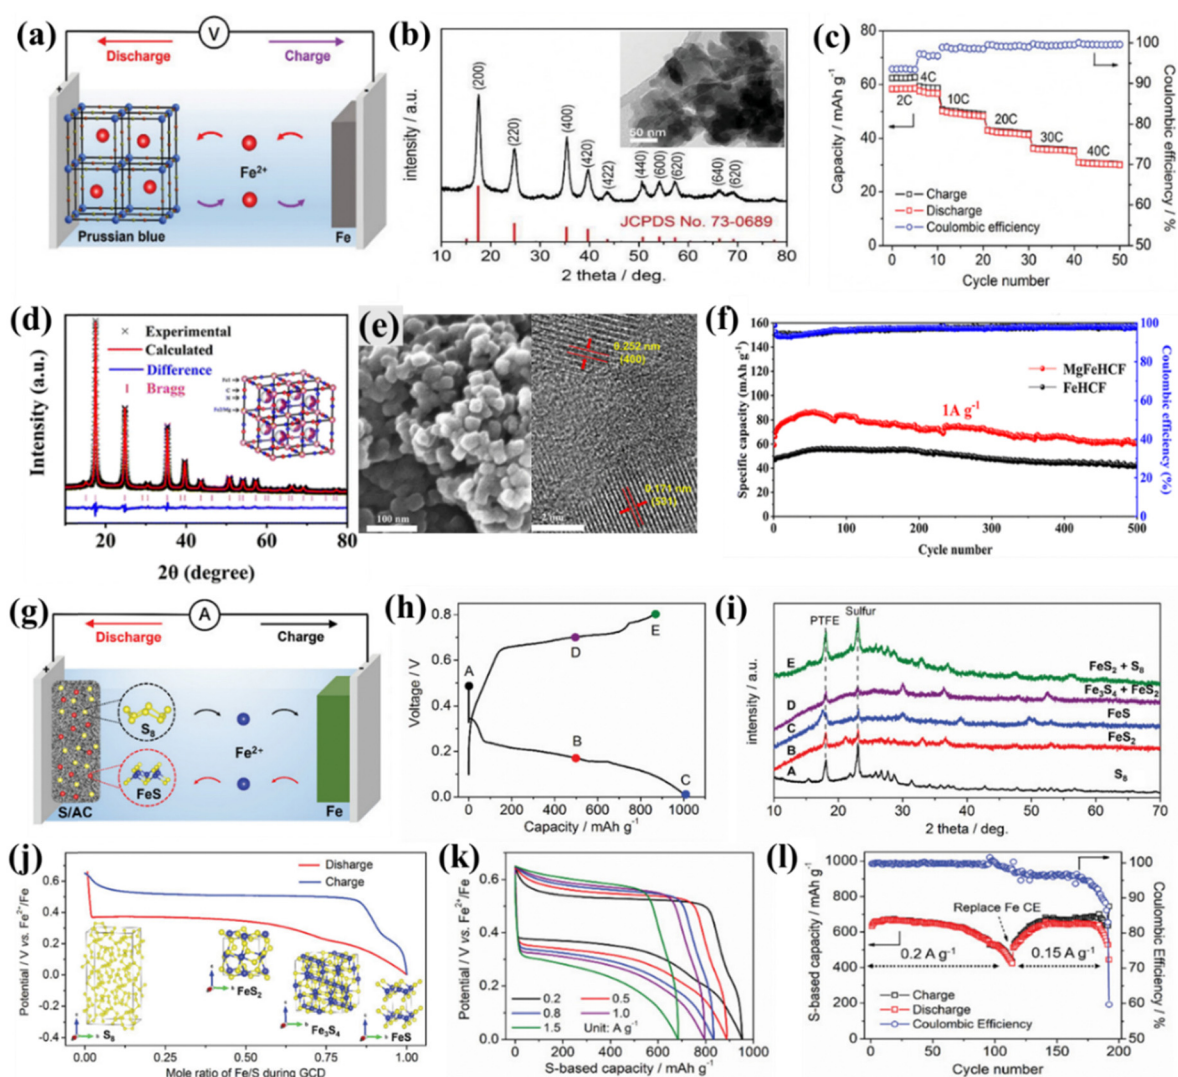 (a)
V
Discharge
Charge
+
-
Fe²⁺
Prussian blue
Fe
(b)
intensity / a.u.
(200)
(220)
(400)
(420)
(422)
(440)
(600)
(620)
(640)
(620)
50 nm
JCPDS No. 73-0689
10 20 30 40 50 60 70 80
2 theta / deg.
(c)
Capacity / mAh g⁻¹
80
60
40
20
0
2C
4C
10C
20C
30C
40C
Charge
Discharge
Coulombic efficiency
100
90
80
70
60
50
Coulombic efficiency / %
0 10 20 30 40 50
Cycle number
(d)
Intensity (a.u.)
Experimental
Calculated
Difference
Bragg
20 40 60 80
2θ (degree)
(e)
100 nm
0.252 nm
(400)
(f)
Specific capacity (mAh g⁻¹)
160
140
120
100
80
60
40
20
0
MgFeHCF
FeHCF
1A g⁻¹
100
80
60
40
20
0
Coulombic efficiency (%)
0 100 200 300 400 500
Cycle number
(g)
A
Discharge
Charge
+
-
S₈
Fe²⁺
FeS
S/AC
Fe
(h)
Voltage / V
0.8
0.6
0.4
0.2
0.0
A
B
C
D
E
0 200 400 600 800 1000
Capacity / mAh g⁻¹
(i)
intensity / a.u.
PTFE
Sulfur
E
FeS₂ + S₈
D
Fe₃S₄ + FeS₂
C
FeS
B
FeS₂
A
S₈
10 20 30 40 50 60 70
2 theta / deg.
(j)
Potential / V vs. Fe²⁺/Fe
0.8
0.4
0.0
-0.4
Disharge
Charge
S₈
FeS₂
Fe₃S₄
FeS
0.00 0.25 0.50 0.75 1.00
Mole ratio of Fe/S during GCD
(k)
Potential / V vs. Fe²⁺/Fe
0.6
0.4
0.2
0.0
0.2
0.5
0.8
1.0
1.5
Unit: A g⁻¹
0 200 400 600 800 1000
S-based capacity / mAh g⁻¹
(l)
S-based capacity / mAh g⁻¹
1000
800
600
400
200
0
Replace Fe CE
0.2 A g⁻¹
0.15 A g⁻¹
Charge
Discharge
Coulombic Efficiency
100
90
80
70
60
50
Coulombic Efficiency / %
0 50 100 150 200
Cycle number